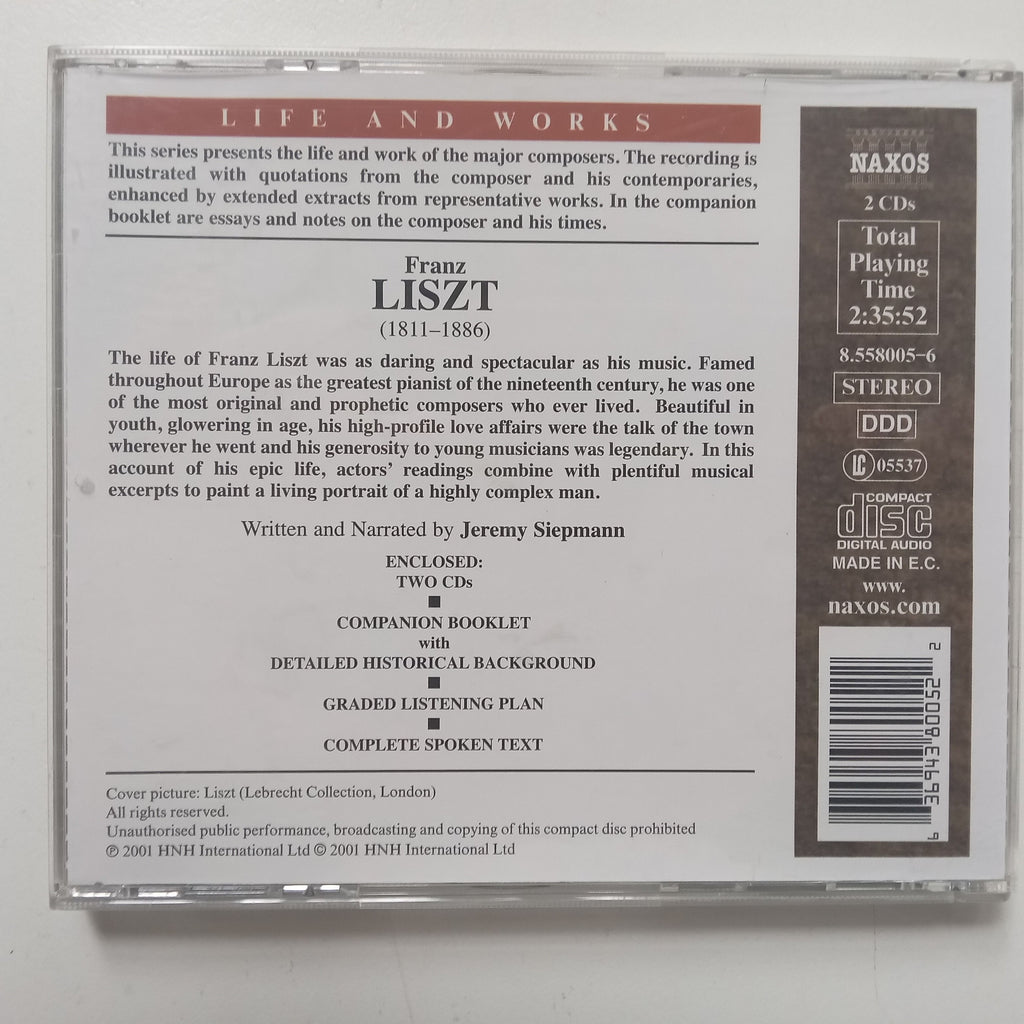 LIFE AND WORKS
This series presents the life and work of the major composers. The recording is
illustrated with quotations from the composer and his contemporaries,
enhanced by extended extracts from representative works. In the companion
booklet are essays and notes on the composer and his times.
Franz
LISZT
(1811–1886)
The life of Franz Liszt was as daring and spectacular as his music. Famed
throughout Europe as the greatest pianist of the nineteenth century, he was one
of the most original and prophetic composers who ever lived. Beautiful in
youth, glowering in age, his high-profile love affairs were the talk of the town
wherever he went and his generosity to young musicians was legendary. In this
account of his epic life, actors' readings combine with plentiful musical
excerpts to paint a living portrait of a highly complex man.
Written and Narrated by Jeremy Siepmann
ENCLOSED:
TWO CDs
■
COMPANION BOOKLET
with
DETAILED HISTORICAL BACKGROUND
■
GRADED LISTENING PLAN
■
COMPLETE SPOKEN TEXT
Cover picture: Liszt (Lebrecht Collection, London)
All rights reserved.
Unauthorised public performance, broadcasting and copying of this compact disc prohibited
℗ 2001 HNH International Ltd © 2001 HNH International Ltd
NAXOS
2 CDs
Total
Playing
Time
2:35:52
8.558005–6
STEREO
DDD
LC 05537
COMPACT
disc
DIGITAL AUDIO
MADE IN E.C.
www.
naxos.com
6 36943 80052 2